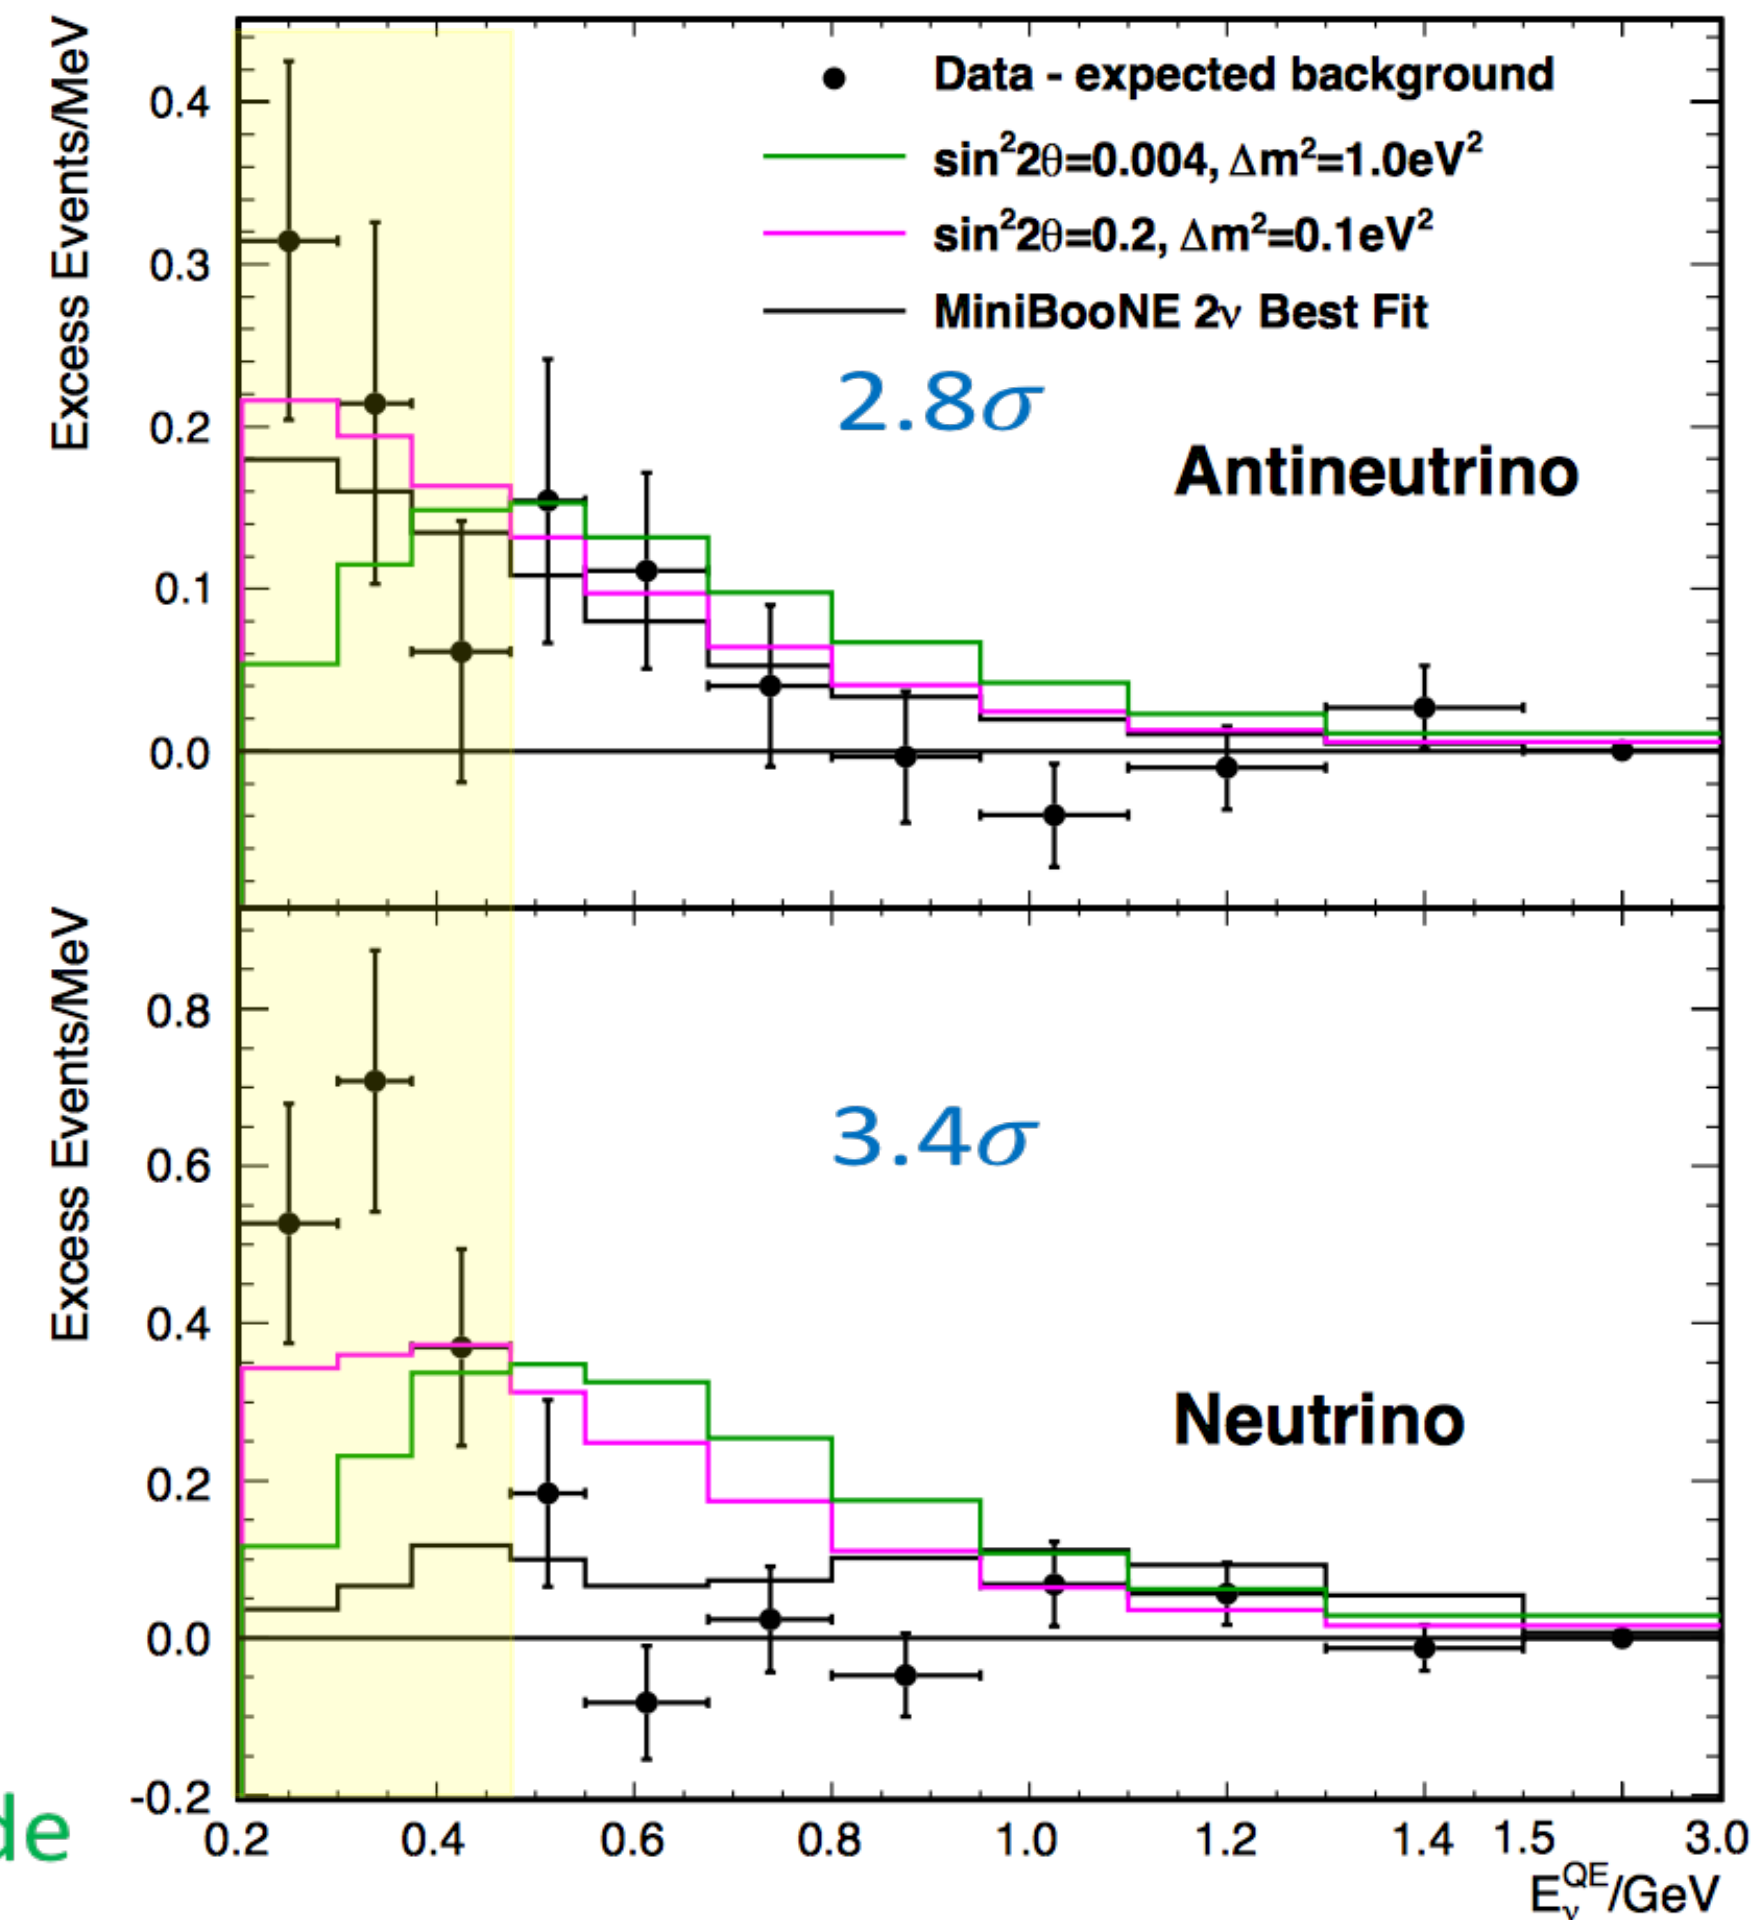 Excess Events/MeV
0.4
0.3
0.2
0.1
0.0
Data - expected background
sin²2θ=0.004, Δm²=1.0eV²
sin²2θ=0.2, Δm²=0.1eV²
MiniBooNE 2ν Best Fit
2.8σ
Antineutrino
Excess Events/MeV
0.8
0.6
0.4
0.2
0.0
-0.2
3.4σ
Neutrino
de
0.2 0.4 0.6 0.8 1.0 1.2 1.4 1.5 3.0
E_ν^QE/GeV